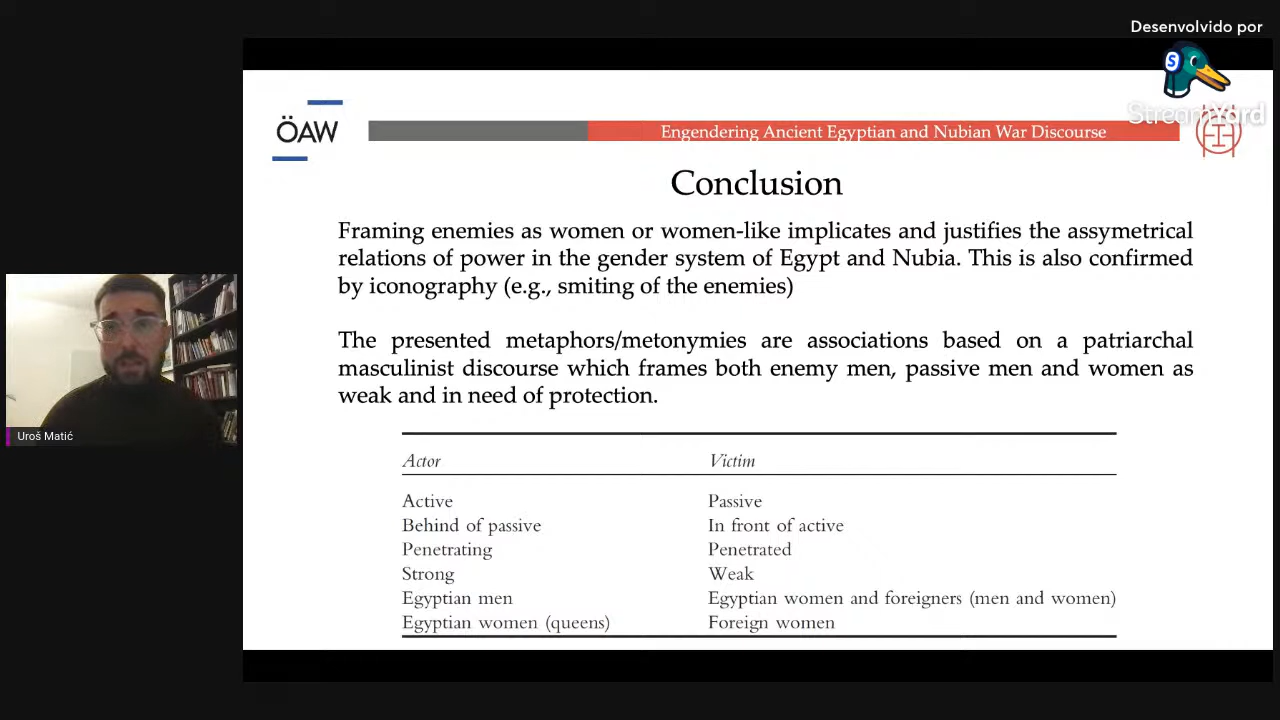 Desenvolvido por
S
StreamYard
ÖAW
Engendering Ancient Egyptian and Nubian War Discourse
Conclusion
Framing enemies as women or women-like implicates and justifies the assymetrical
relations of power in the gender system of Egypt and Nubia. This is also confirmed
by iconography (e.g., smiting of the enemies)
The presented metaphors/metonymies are associations based on a patriarchal
masculinist discourse which frames both enemy men, passive men and women as
weak and in need of protection.
Actor Victim
Active Passive
Behind of passive In front of active
Penetrating Penetrated
Strong Weak
Egyptian men Egyptian women and foreigners (men and women)
Egyptian women (queens) Foreign women
Uroš Matić